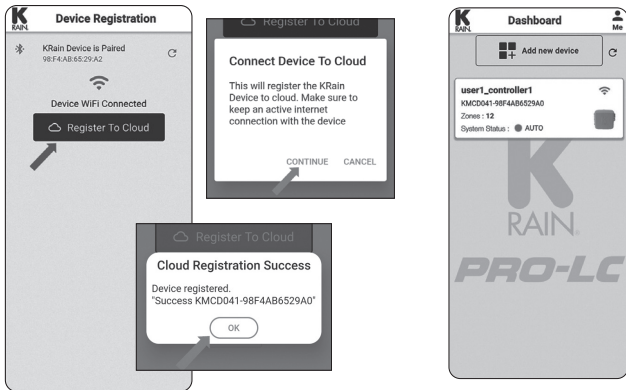 K
RAIN.
Device Registration
KRain Device is Paired
98:F4:AB:65:29:A2
Device WiFi Connected
Register To Cloud
Register To Cloud
Connect Device To Cloud
This will register the KRain
Device to cloud. Make sure to
keep an active internet
connection with the device
CONTINUE CANCEL
Register To Cloud
Cloud Registration Success
Device registered.
"Success KMCD041-98F4AB6529A0"
OK
K
RAIN.
Dashboard
Me
Add new device
user1_controller1
KMCD041-98F4AB6529A0
Zones : 12
System Status : AUTO
K
RAIN.
PRO-LC